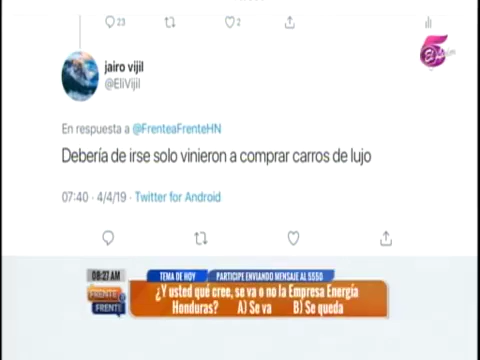 23
2
5
jairo vijil
@EliVijil
En respuesta a @FrenteaFrenteHN
Debería de irse solo vinieron a comprar carros de lujo
07:40 · 4/4/19 · Twitter for Android
08:27 AM
TEMA DE HOY
PARTICIPE ENVIANDO MENSAJE AL 5550
FRENTE a FRENTE
¿Y usted qué cree, se va o no la Empresa Energía
Honduras? A) Se va B) Se queda